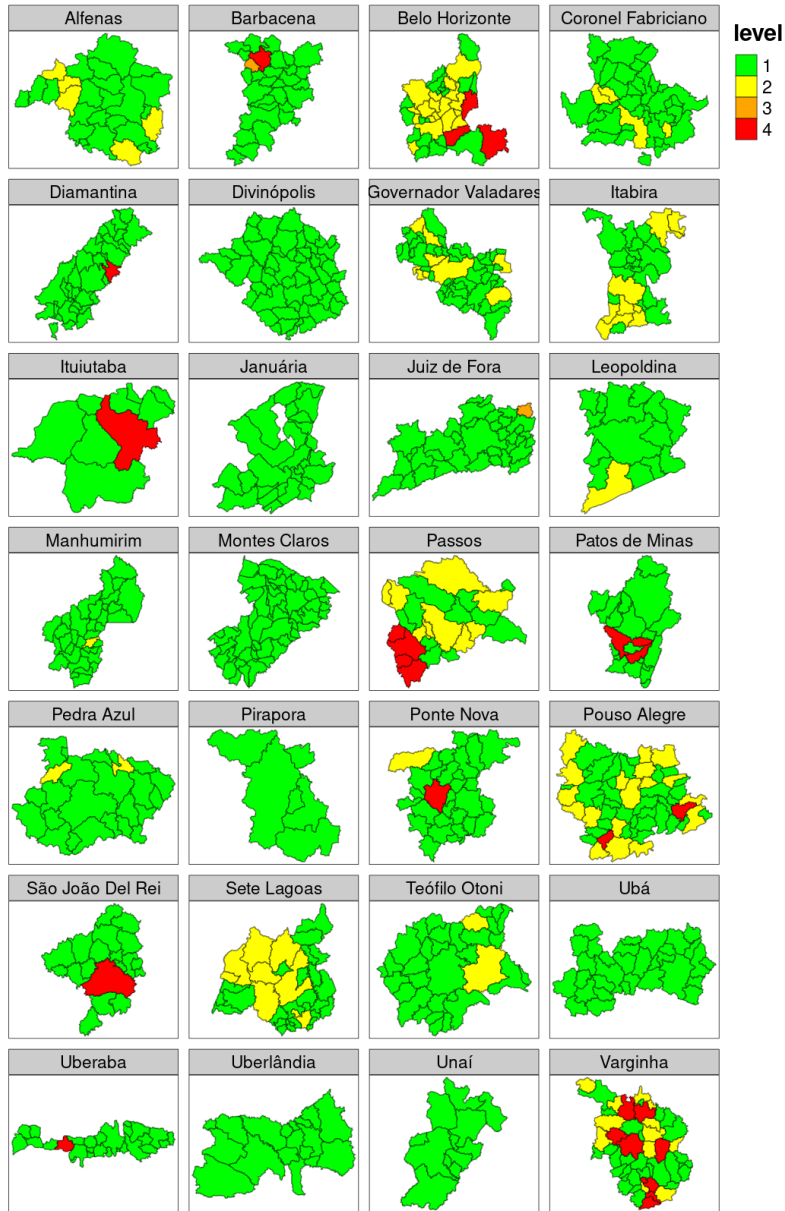 Alfenas
Barbacena
Belo Horizonte
Coronel Fabriciano
level
1
2
3
4
Diamantina
Divinópolis
Governador Valadares
Itabira
Ituiutaba
Januária
Juiz de Fora
Leopoldina
Manhumirim
Montes Claros
Passos
Patos de Minas
Pedra Azul
Pirapora
Ponte Nova
Pouso Alegre
São João Del Rei
Sete Lagoas
Teófilo Otoni
Ubá
Uberaba
Uberlândia
Unaí
Varginha